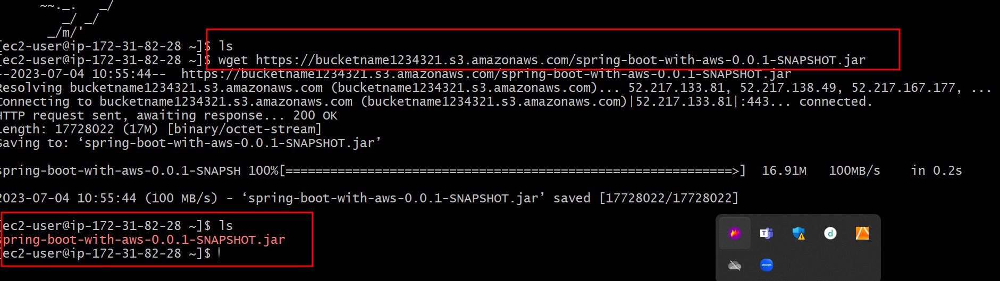 ~~._.   _/
_/ _/
_/m/'
[ec2-user@ip-172-31-82-28 ~]$ ls
[ec2-user@ip-172-31-82-28 ~]$ wget https://bucketname1234321.s3.amazonaws.com/spring-boot-with-aws-0.0.1-SNAPSHOT.jar
--2023-07-04 10:55:44--  https://bucketname1234321.s3.amazonaws.com/spring-boot-with-aws-0.0.1-SNAPSHOT.jar
Resolving bucketname1234321.s3.amazonaws.com (bucketname1234321.s3.amazonaws.com)... 52.217.133.81, 52.217.138.49, 52.217.167.177, ...
Connecting to bucketname1234321.s3.amazonaws.com (bucketname1234321.s3.amazonaws.com)|52.217.133.81|:443... connected.
HTTP request sent, awaiting response... 200 OK
Length: 17728022 (17M) [binary/octet-stream]
Saving to: ‘spring-boot-with-aws-0.0.1-SNAPSHOT.jar’
spring-boot-with-aws-0.0.1-SNAPSH 100%[============================================================>]  16.91M   100MB/s    in 0.2s
2023-07-04 10:55:44 (100 MB/s) - ‘spring-boot-with-aws-0.0.1-SNAPSHOT.jar’ saved [17728022/17728022]
[ec2-user@ip-172-31-82-28 ~]$ ls
spring-boot-with-aws-0.0.1-SNAPSHOT.jar
[ec2-user@ip-172-31-82-28 ~]$
T
d
zoom